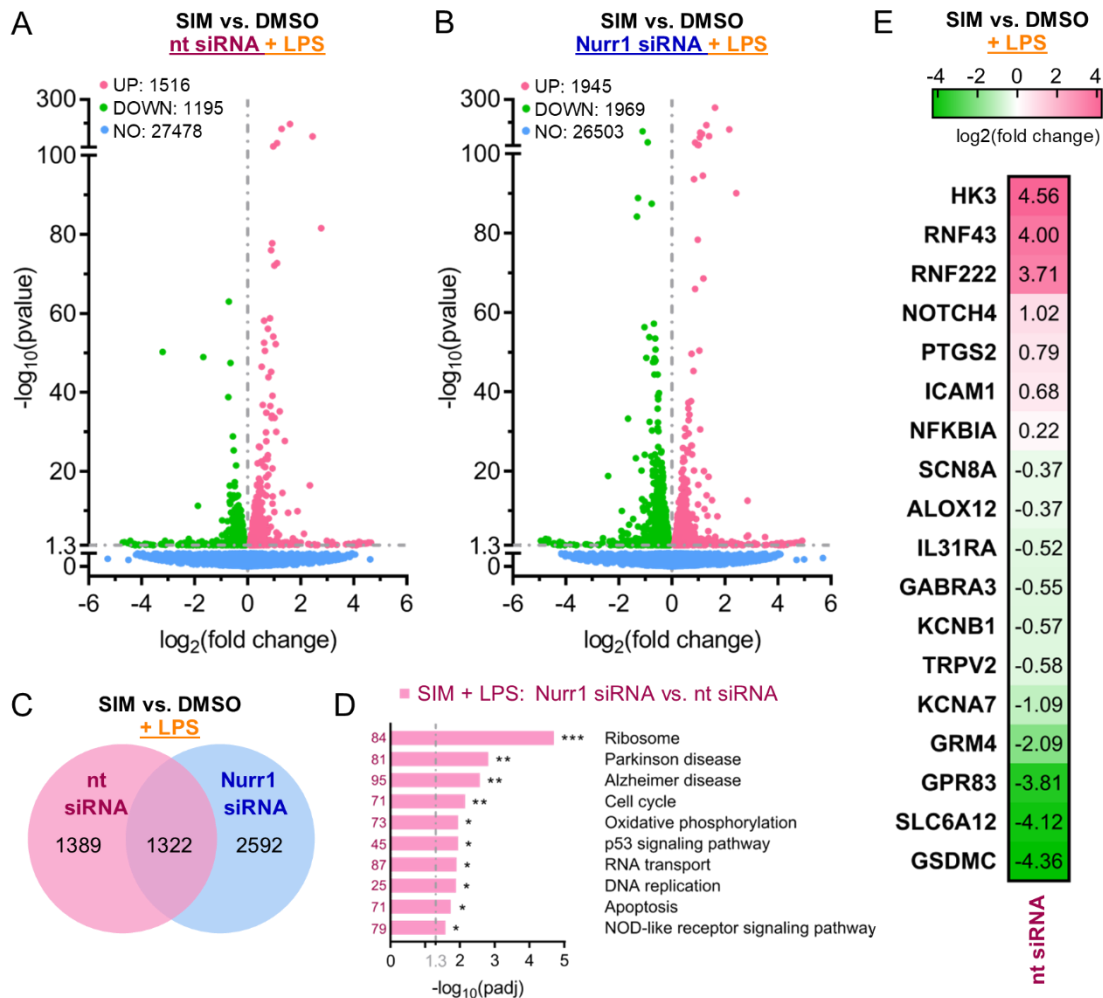 A
SIM vs. DMSO
nt siRNA + LPS
UP: 1516
DOWN: 1195
NO: 27478
300
100
80
60
40
20
1.3
0
-log10(pvalue)
-6 -4 -2 0 2 4 6
log2(fold change)
B
SIM vs. DMSO
Nurr1 siRNA + LPS
UP: 1945
DOWN: 1969
NO: 26503
300
100
80
60
40
20
1.3
0
-log10(pvalue)
-6 -4 -2 0 2 4 6
log2(fold change)
C
SIM vs. DMSO
+ LPS
nt
siRNA
Nurr1
siRNA
1389 1322 2592
D
SIM + LPS: Nurr1 siRNA vs. nt siRNA
84 *** Ribosome
81 ** Parkinson disease
95 ** Alzheimer disease
71 ** Cell cycle
73 * Oxidative phosphorylation
45 * p53 signaling pathway
87 * RNA transport
25 * DNA replication
71 * Apoptosis
79 * NOD-like receptor signaling pathway
0 1.3 2 3 4 5
-log10(padj)
E
SIM vs. DMSO
+ LPS
-4 -2 0 2 4
log2(fold change)
HK3 4.56
RNF43 4.00
RNF222 3.71
NOTCH4 1.02
PTGS2 0.79
ICAM1 0.68
NFKBIA 0.22
SCN8A -0.37
ALOX12 -0.37
IL31RA -0.52
GABRA3 -0.55
KCNB1 -0.57
TRPV2 -0.58
KCNA7 -1.09
GRM4 -2.09
GPR83 -3.81
SLC6A12 -4.12
GSDMC -4.36
nt siRNA